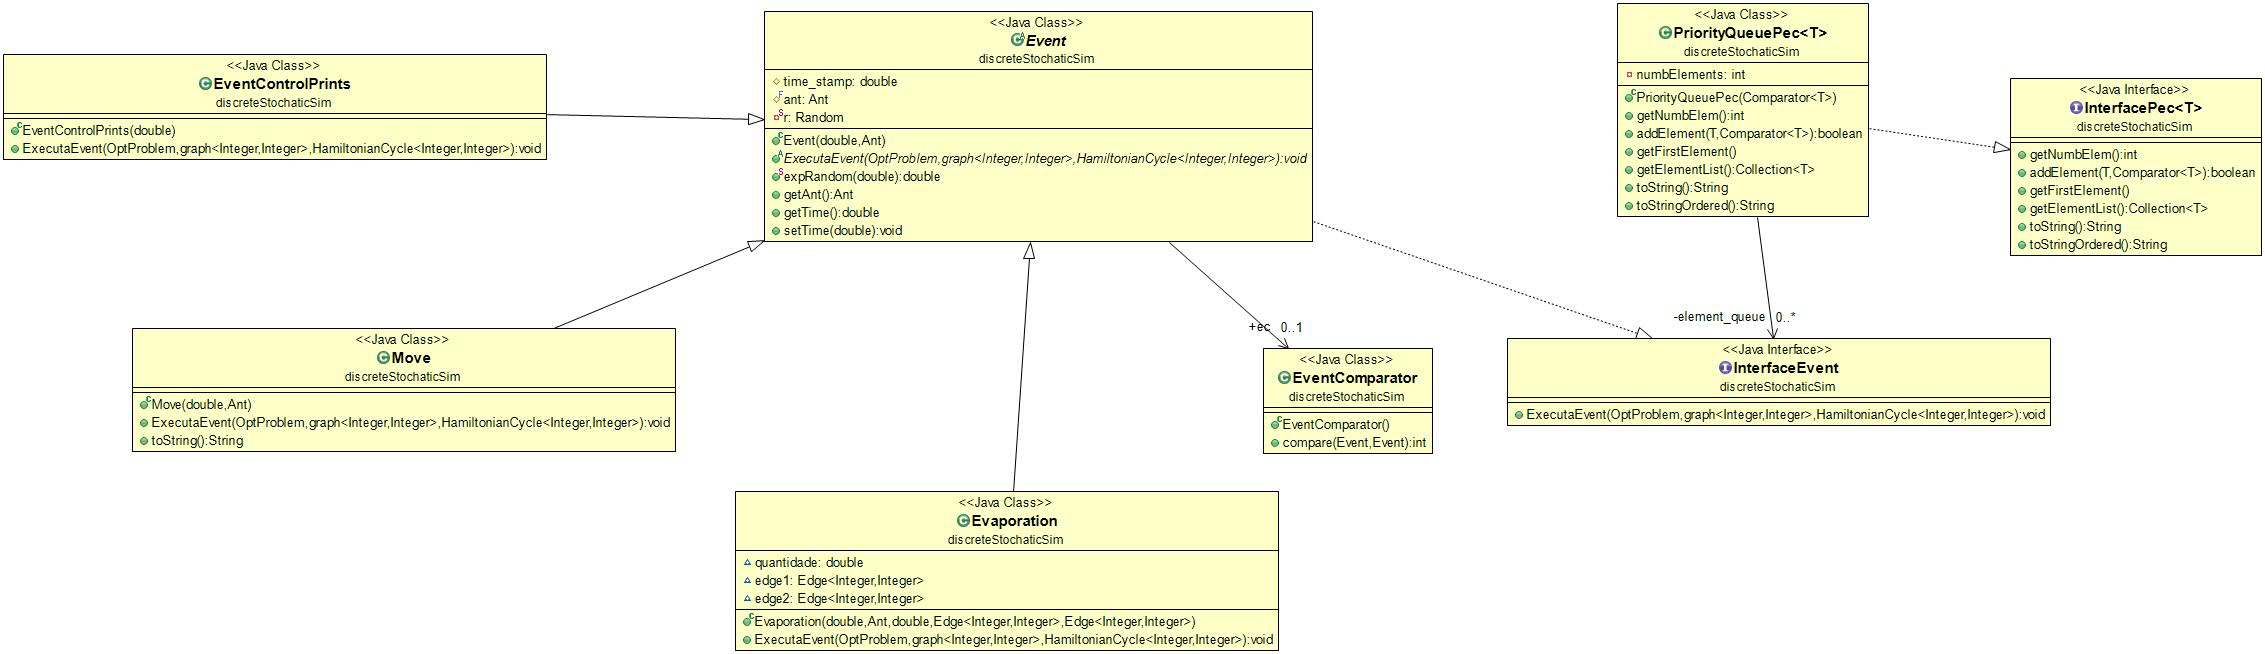 <<Java Class>>
EventControlPrints
discreteStochaticSim
EventControlPrints(double)
ExecutaEvent(OptProblem,graph<Integer,Integer>,HamiltonianCycle<Integer,Integer>):void
<<Java Class>>
Event
discreteStochaticSim
time_stamp: double
ant: Ant
r: Random
Event(double,Ant)
ExecutaEvent(OptProblem,graph<Integer,Integer>,HamiltonianCycle<Integer,Integer>):void
expRandom(double):double
getAnt():Ant
getTime():double
setTime(double):void
<<Java Class>>
PriorityQueuePec<T>
discreteStochaticSim
numbElements: int
PriorityQueuePec(Comparator<T>)
getNumbElem():int
addElement(T,Comparator<T>):boolean
getFirstElement()
getElementList():Collection<T>
toString():String
toStringOrdered():String
<<Java Interface>>
InterfacePec<T>
discreteStochaticSim
getNumbElem():int
addElement(T,Comparator<T>):boolean
getFirstElement()
getElementList():Collection<T>
toString():String
toStringOrdered():String
<<Java Class>>
Move
discreteStochaticSim
Move(double,Ant)
ExecutaEvent(OptProblem,graph<Integer,Integer>,HamiltonianCycle<Integer,Integer>):void
toString():String
+ec 0..1
<<Java Class>>
EventComparator
discreteStochaticSim
EventComparator()
compare(Event,Event):int
-element_queue 0..*
<<Java Interface>>
InterfaceEvent
discreteStochaticSim
ExecutaEvent(OptProblem,graph<Integer,Integer>,HamiltonianCycle<Integer,Integer>):void
<<Java Class>>
Evaporation
discreteStochaticSim
quantidade: double
edge1: Edge<Integer,Integer>
edge2: Edge<Integer,Integer>
Evaporation(double,Ant,double,Edge<Integer,Integer>,Edge<Integer,Integer>)
ExecutaEvent(OptProblem,graph<Integer,Integer>,HamiltonianCycle<Integer,Integer>):void